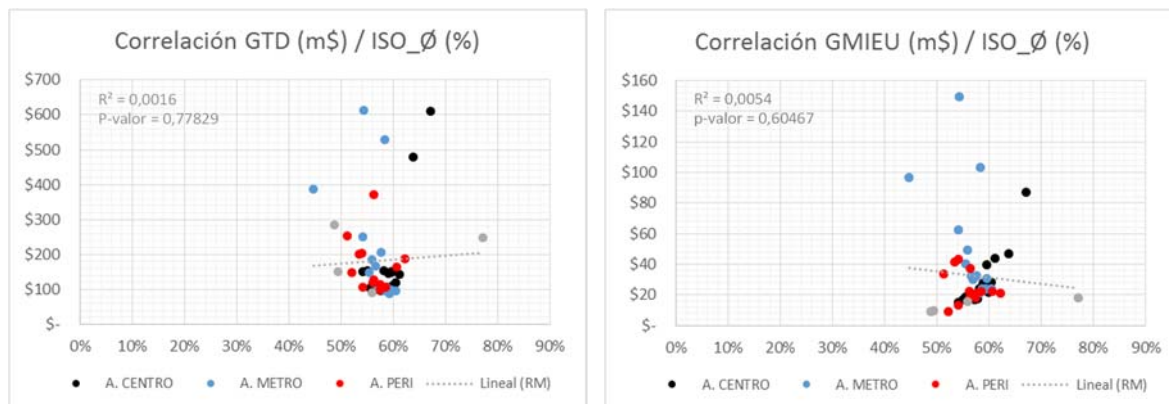 Correlación GTD (m$) / ISO_Ø (%)
R² = 0,0016
P-valor = 0,77829
$700
$600
$500
$400
$300
$200
$100
$-
0% 10% 20% 30% 40% 50% 60% 70% 80% 90%
A. CENTRO A. METRO A. PERI Lineal (RM)
Correlación GMIEU (m$) / ISO_Ø (%)
R² = 0,0054
p-valor = 0,60467
$160
$140
$120
$100
$80
$60
$40
$20
$-
0% 10% 20% 30% 40% 50% 60% 70% 80% 90%
A. CENTRO A. METRO A. PERI Lineal (RM)